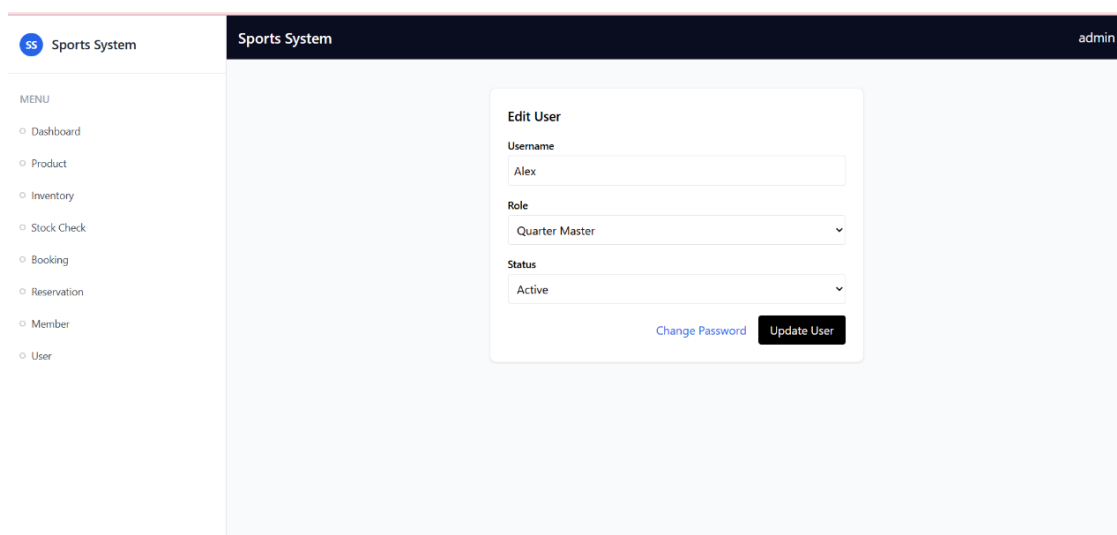 SS Sports System
Sports System
admin
MENU
Dashboard
Product
Inventory
Stock Check
Booking
Reservation
Member
User
Edit User
Username
Alex
Role
Quarter Master
Status
Active
Change Password Update User